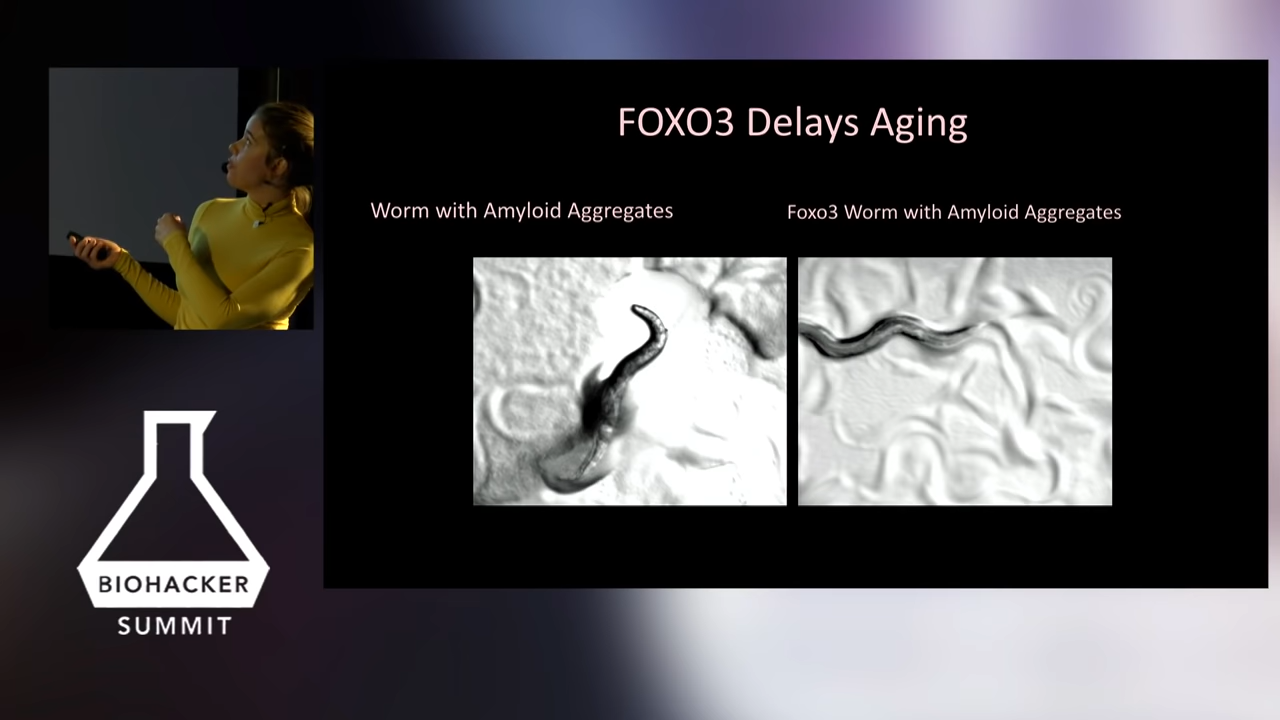 FOXO3 Delays Aging
Worm with Amyloid Aggregates
Foxo3 Worm with Amyloid Aggregates
BIOHACKER
SUMMIT